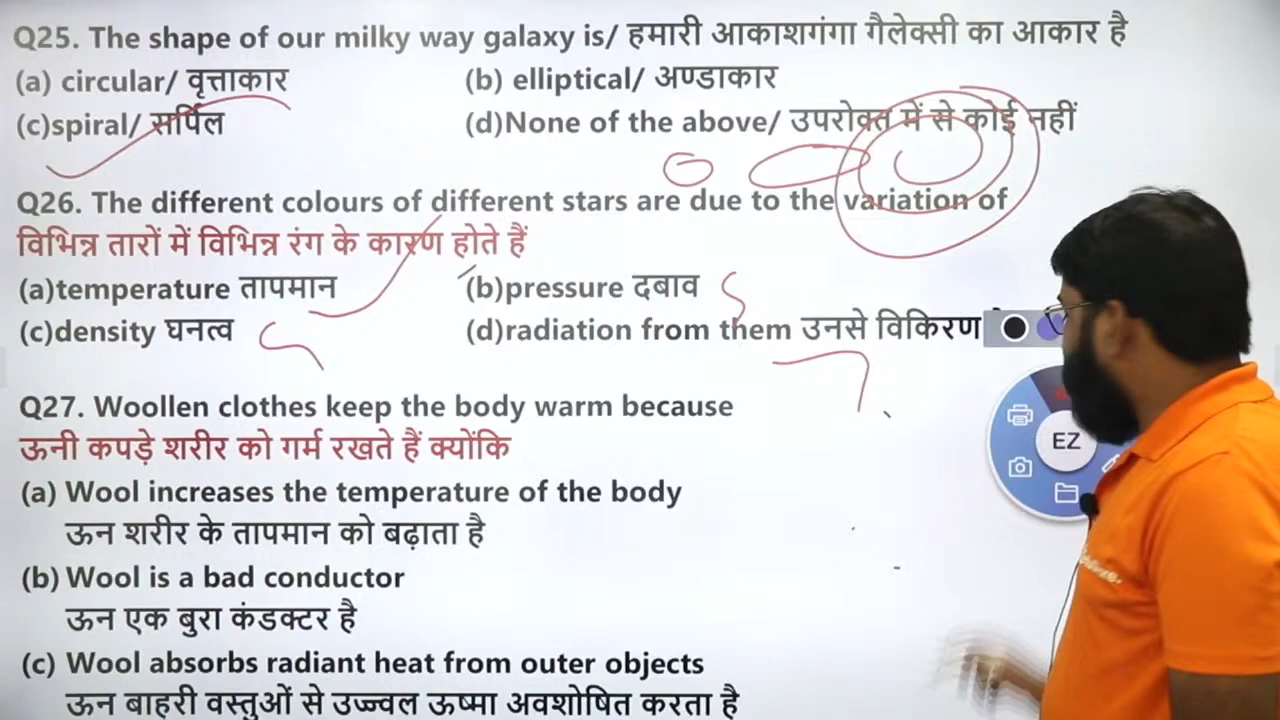 Q25. The shape of our milky way galaxy is/ हमारी आकाशगंगा गैलेक्सी का आकार है
(a) circular/ वृत्ताकार (b) elliptical/ अण्डाकार
(c)spiral/ सर्पिल (d)None of the above/ उपरोक्त में से कोई नहीं
Q26. The different colours of different stars are due to the variation of
विभिन्न तारों में विभिन्न रंग के कारण होते हैं
(a)temperature तापमान (b)pressure दबाव
(c)density घनत्व (d)radiation from them उनसे विकिरण
Q27. Woollen clothes keep the body warm because
ऊनी कपड़े शरीर को गर्म रखते हैं क्योंकि
EZ
(a) Wool increases the temperature of the body
ऊन शरीर के तापमान को बढ़ाता है
(b) Wool is a bad conductor
ऊन एक बुरा कंडक्टर है
(c) Wool absorbs radiant heat from outer objects
ऊन बाहरी वस्तुओं से उज्ज्वल ऊष्मा अवशोषित करता है